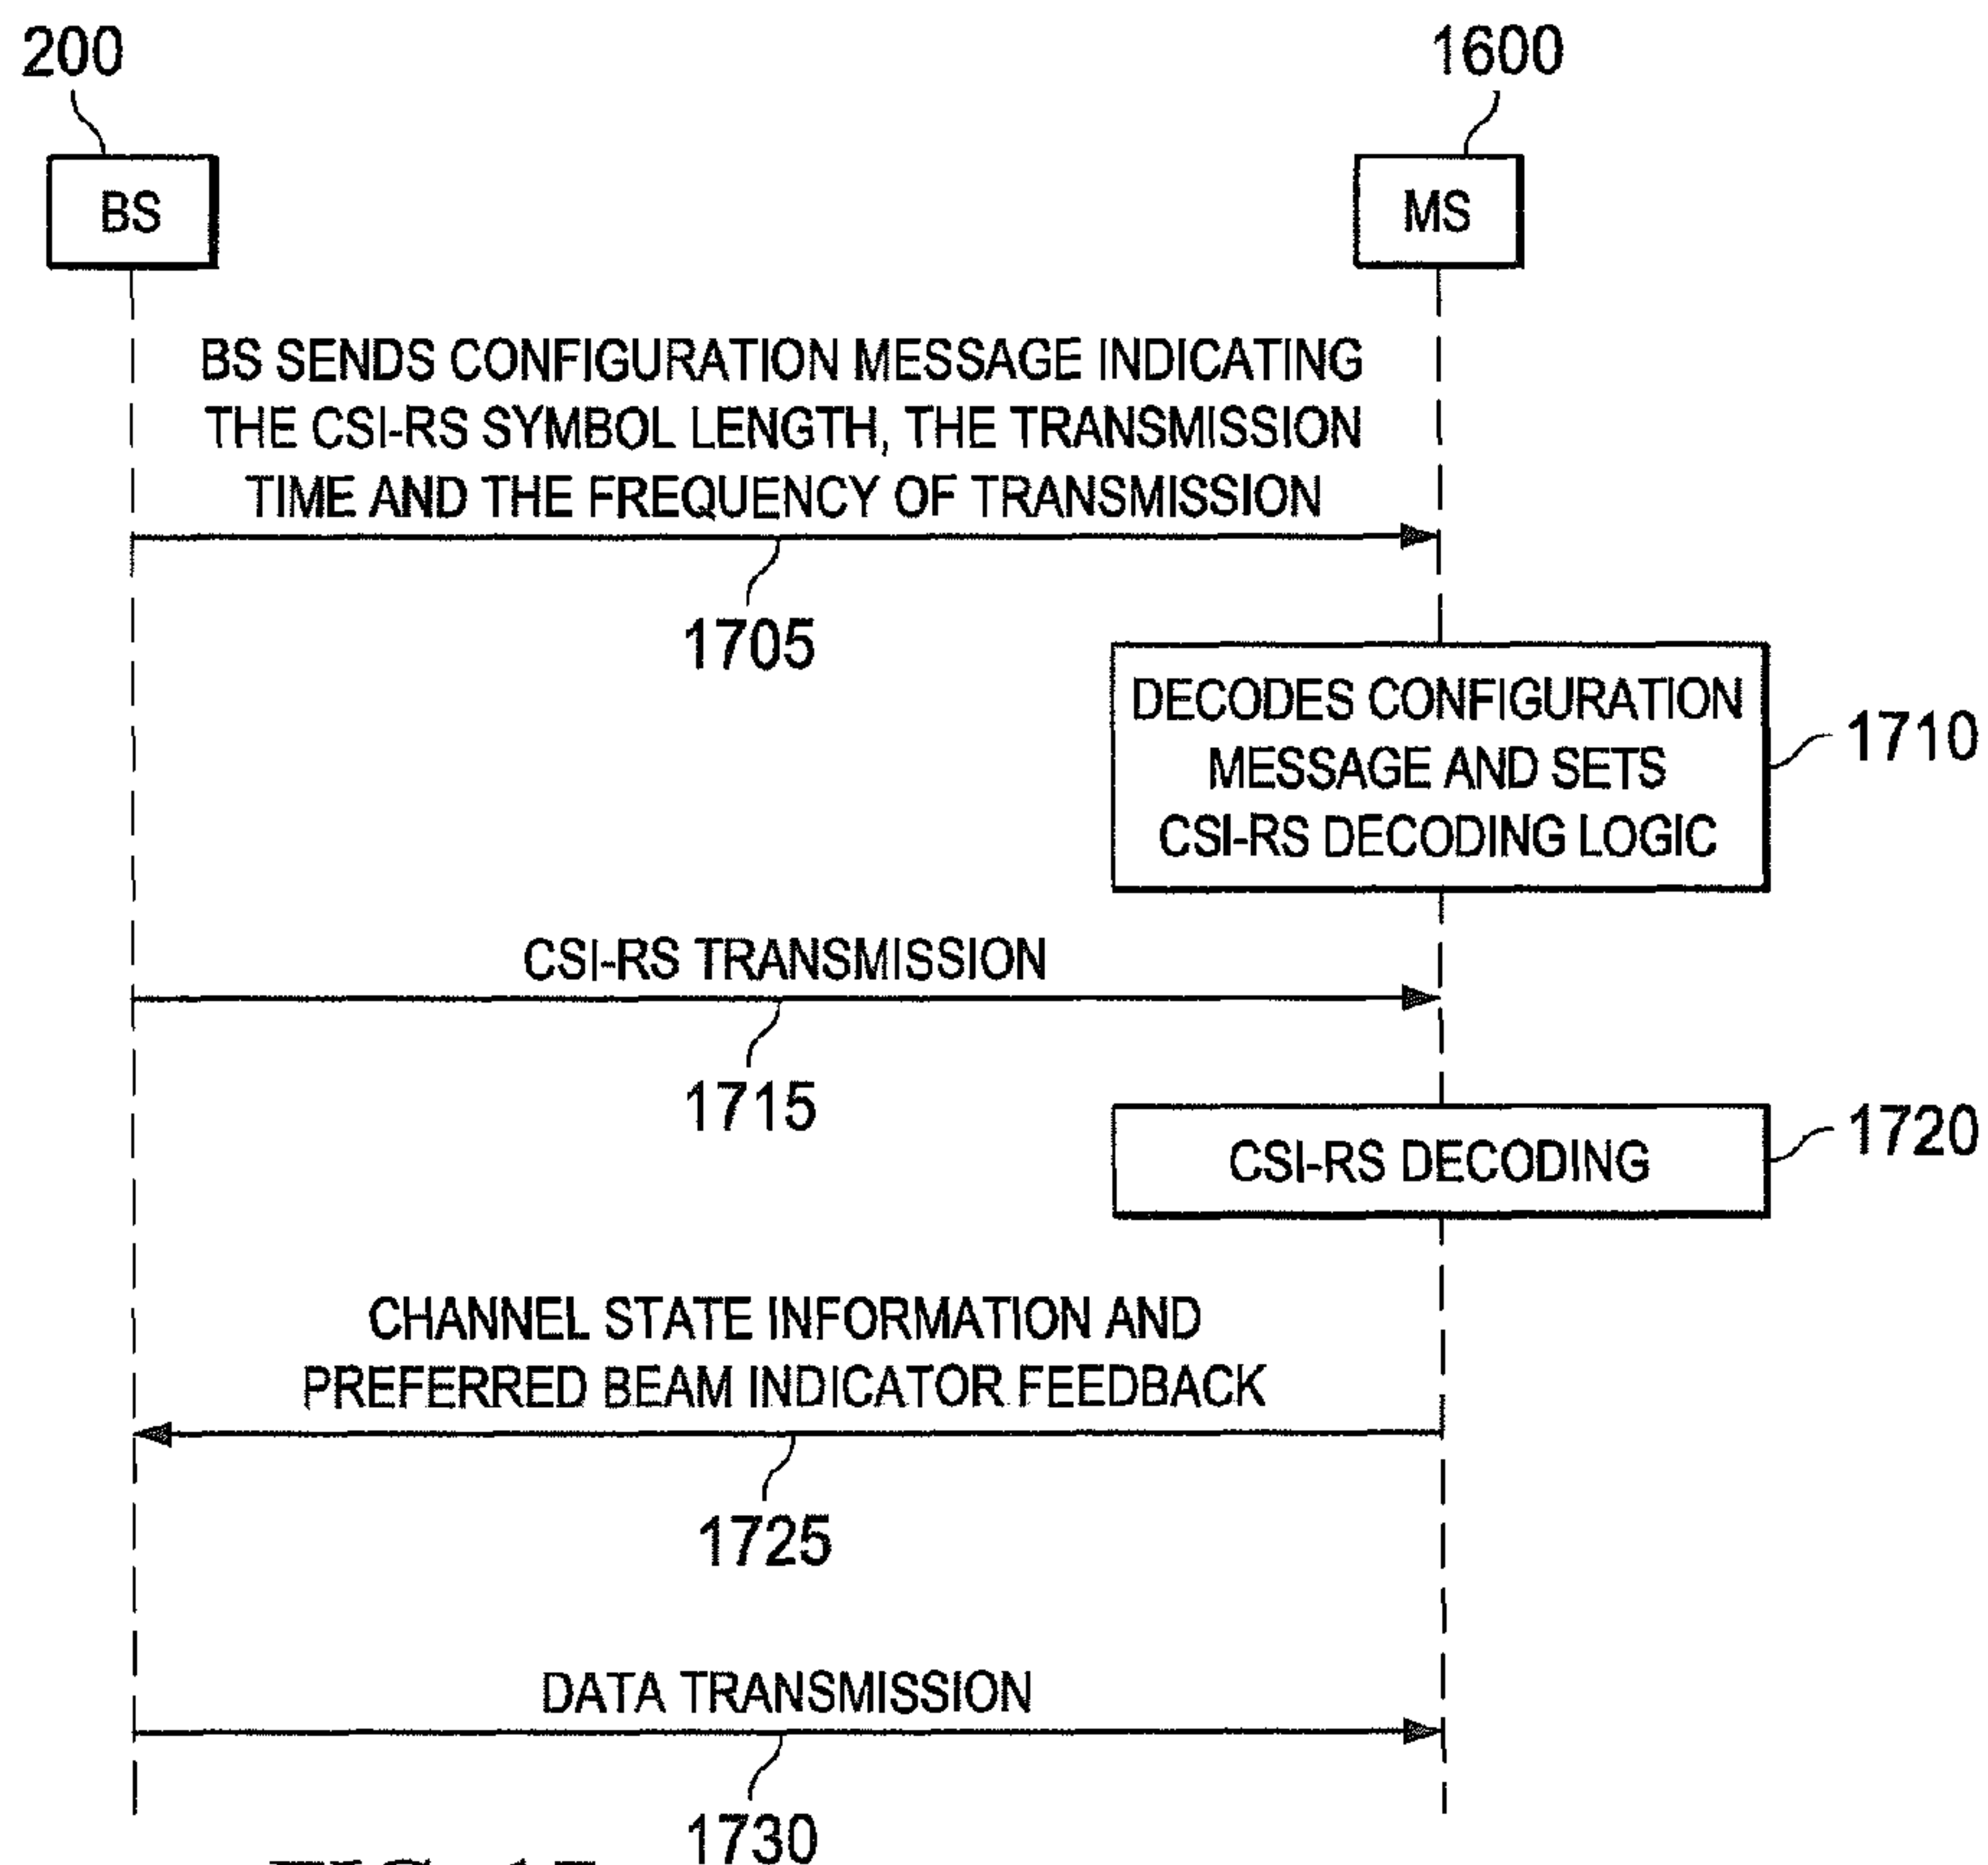 200
1600
BS
MS
BS SENDS CONFIGURATION MESSAGE INDICATING
THE CSI-RS SYMBOL LENGTH, THE TRANSMISSION
TIME AND THE FREQUENCY OF TRANSMISSION
1705
DECODES CONFIGURATION
MESSAGE AND SETS
CSI-RS DECODING LOGIC
1710
CSI-RS TRANSMISSION
1715
CSI-RS DECODING
1720
CHANNEL STATE INFORMATION AND
PREFERRED BEAM INDICATOR FEEDBACK
1725
DATA TRANSMISSION
1730